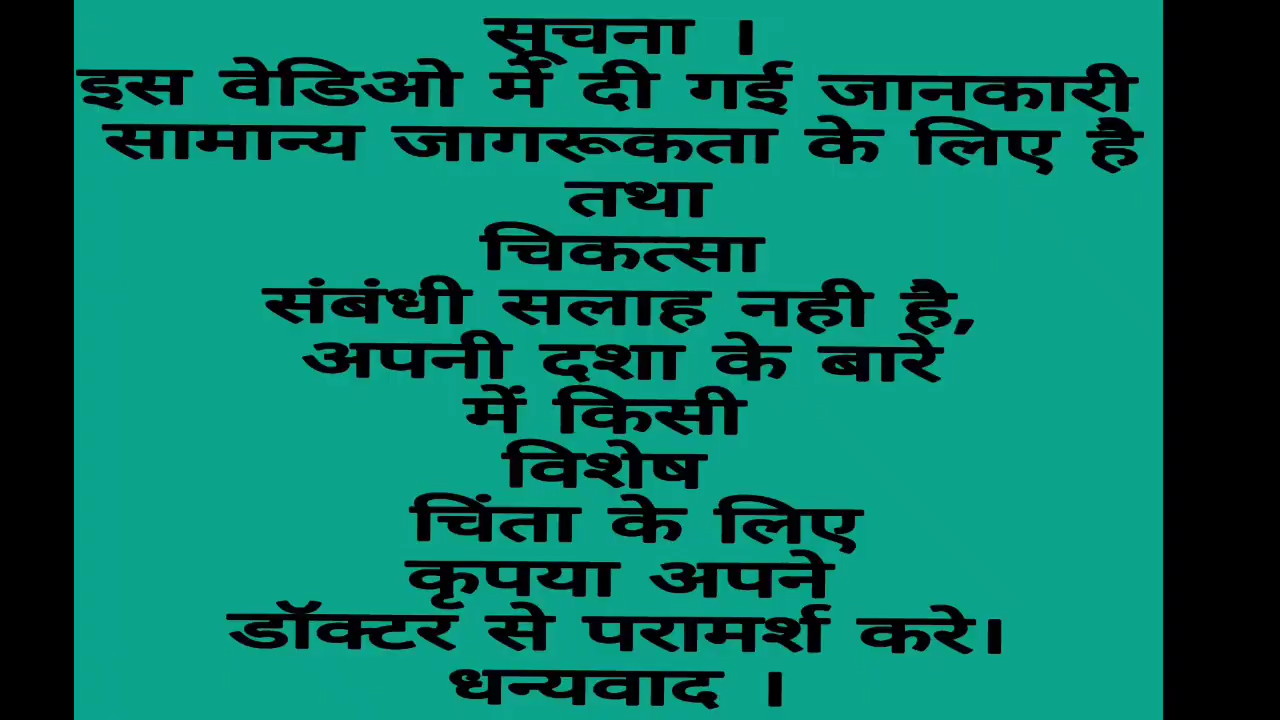 सूचना ।
इस वेडिओ में दी गई जानकारी
सामान्य जागरूकता के लिए है
तथा
चिकत्सा
संबंधी सलाह नही है,
अपनी दशा के बारे
में किसी
विशेष
चिंता के लिए
कृपया अपने
डॉक्टर से परामर्श करे।
धन्यवाद ।